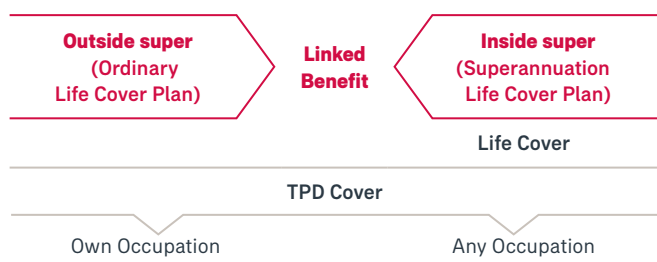 Outside super
(Ordinary
Life Cover Plan)
Linked
Benefit
Inside super
(Superannuation
Life Cover Plan)
Life Cover
TPD Cover
Own Occupation
Any Occupation